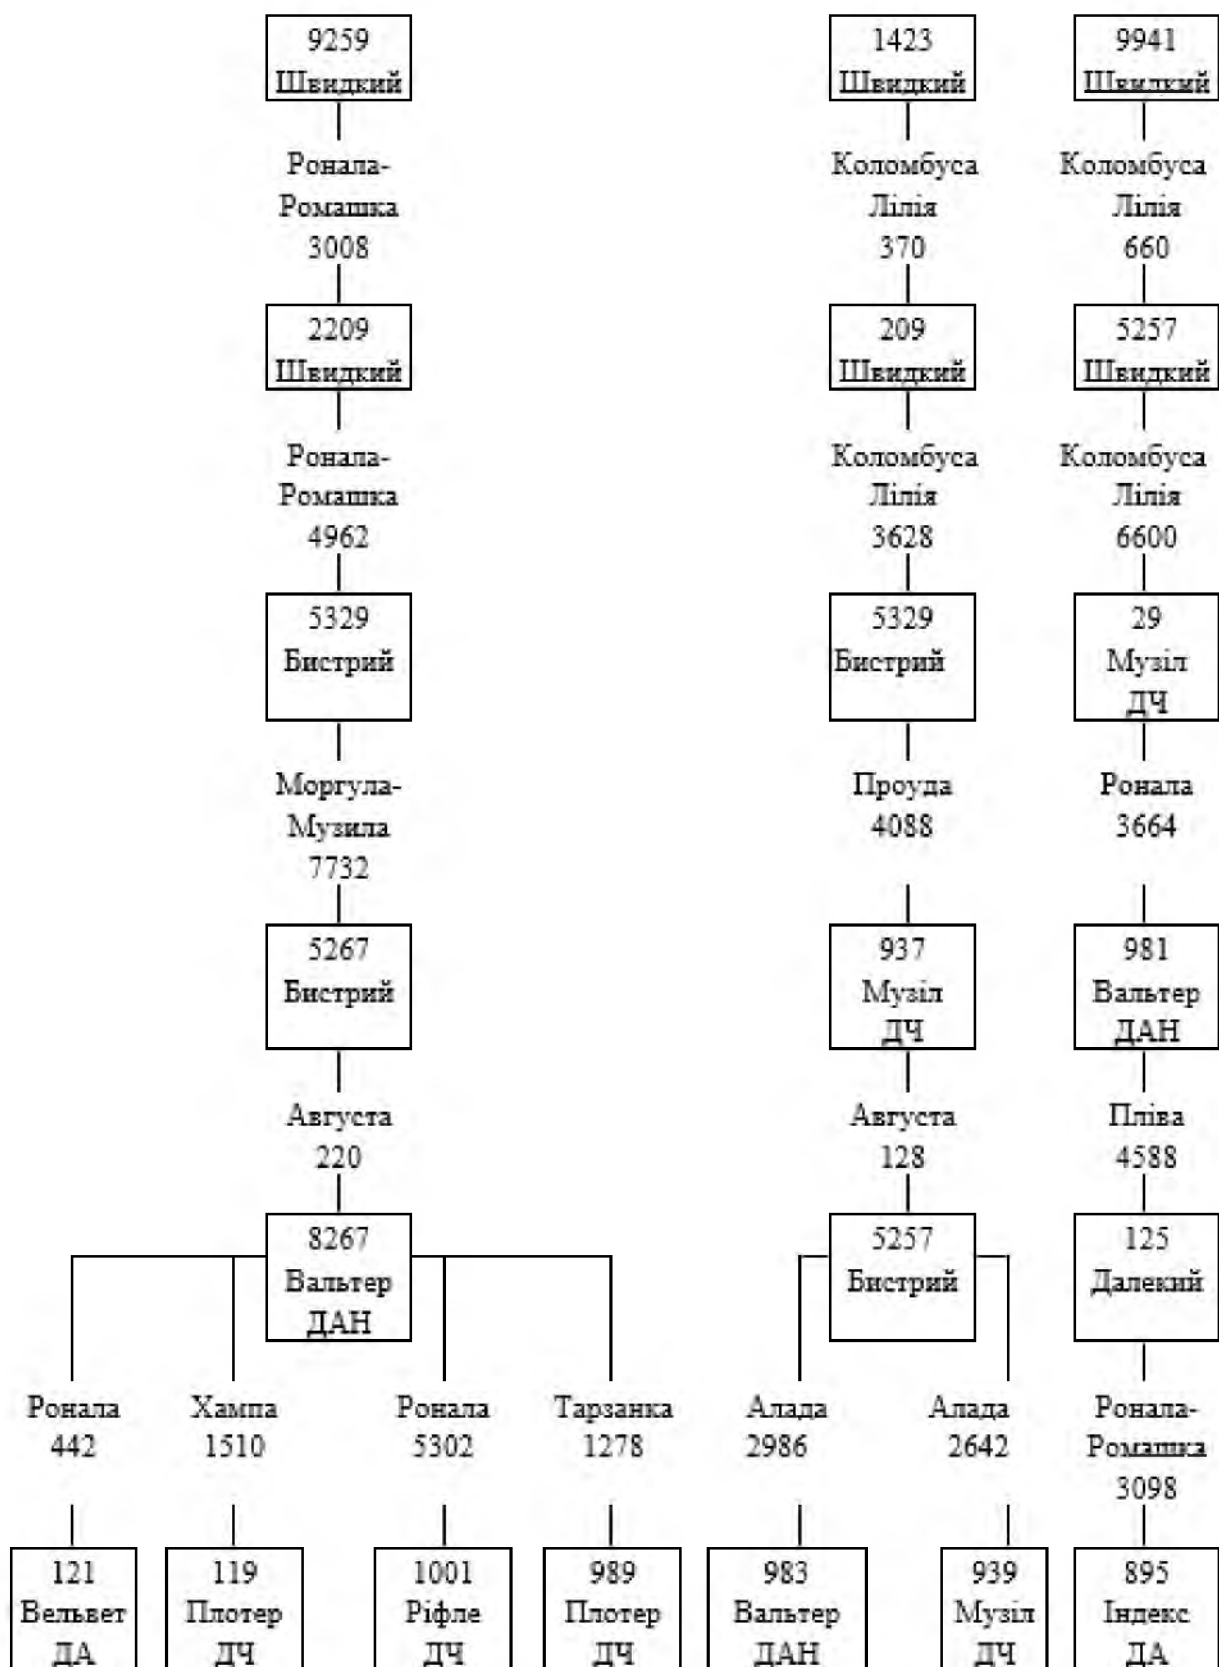 9259
Швидкий
1423
Швидкий
9941
Швидкий
Ронала-
Ромашка
3008
Коломбуса
Лілія
370
Коломбуса
Лілія
660
2209
Швидкий
209
Швидкий
5257
Швидкий
Ронала-
Ромашка
4962
Коломбуса
Лілія
3628
Коломбуса
Лілія
6600
5329
Бистрий
5329
Бистрий
29
Музіл
ДЧ
Моргула-
Музила
7732
Проуда
4088
Ронала
3664
5267
Бистрий
937
Музіл
ДЧ
981
Вальтер
ДАН
Августа
220
Августа
128
Пліва
4588
8267
Вальтер
ДАН
5257
Бистрий
125
Далекий
Ронала
442
Хампа
1510
Ронала
5302
Тарзанка
1278
Алада
2986
Алада
2642
Ронала-
Ромашка
3098
121
Вельвет
ДА
119
Плотер
ДЧ
1001
Ріфле
ДЧ
989
Плотер
ДЧ
983
Вальтер
ДАН
939
Музіл
ДЧ
895
Індекс
ДА